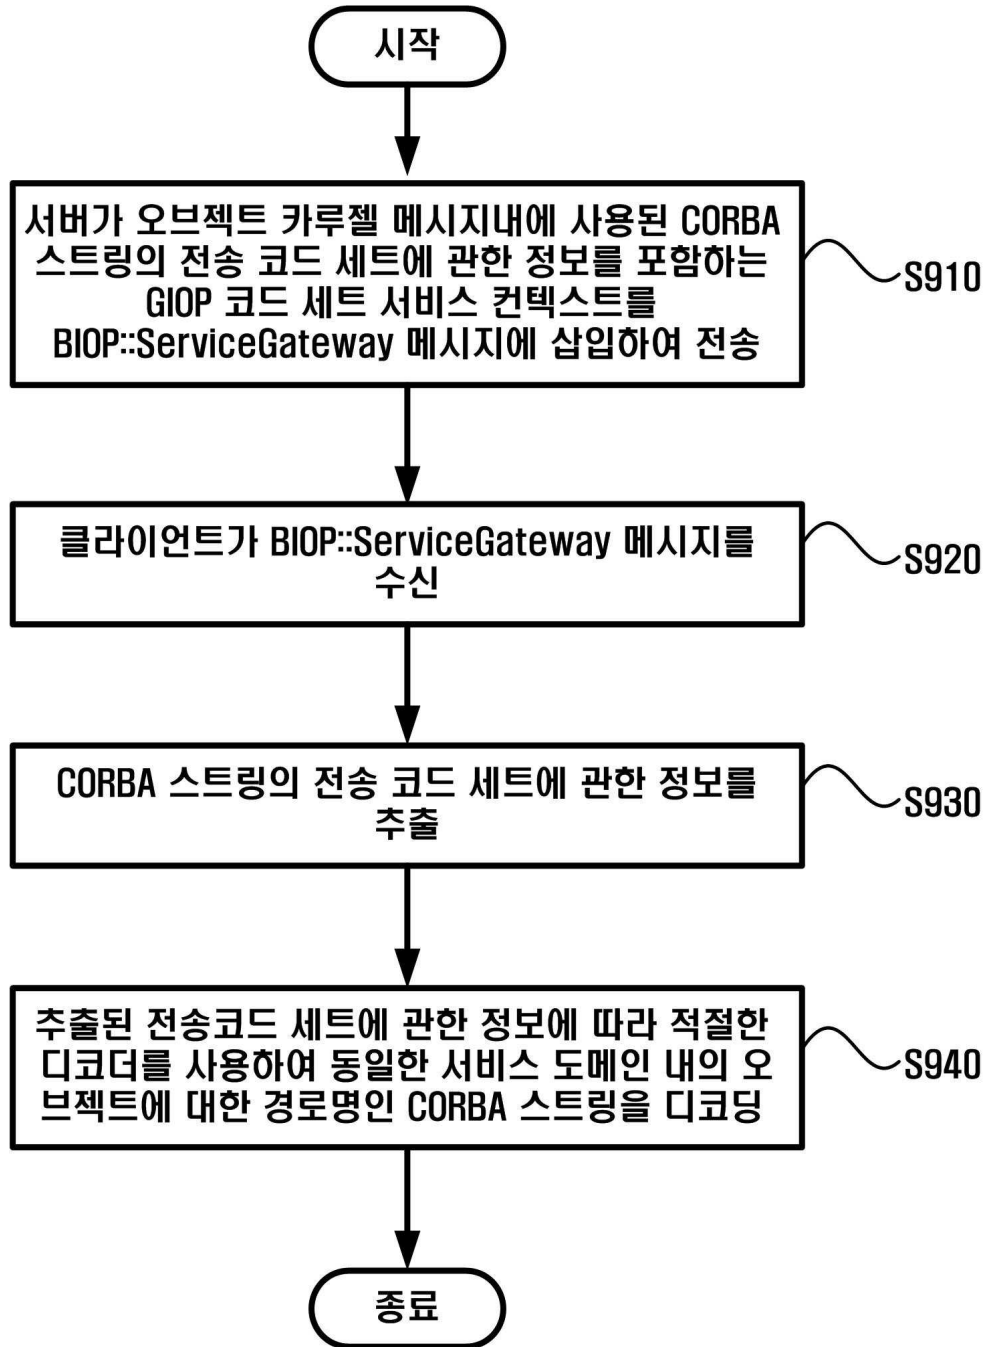 시작
서버가 오브젝트 카루젤 메시지내에 사용된 CORBA
스트링의 전송 코드 세트에 관한 정보를 포함하는
GIOP 코드 세트 서비스 컨텍스트를
BIOP::ServiceGateway 메시지에 삽입하여 전송
S910
클라이언트가 BIOP::ServiceGateway 메시지를
수신
S920
CORBA 스트링의 전송 코드 세트에 관한 정보를
추출
S930
추출된 전송코드 세트에 관한 정보에 따라 적절한
디코더를 사용하여 동일한 서비스 도메인 내의 오
브젝트에 대한 경로명인 CORBA 스트링을 디코딩
S940
종료